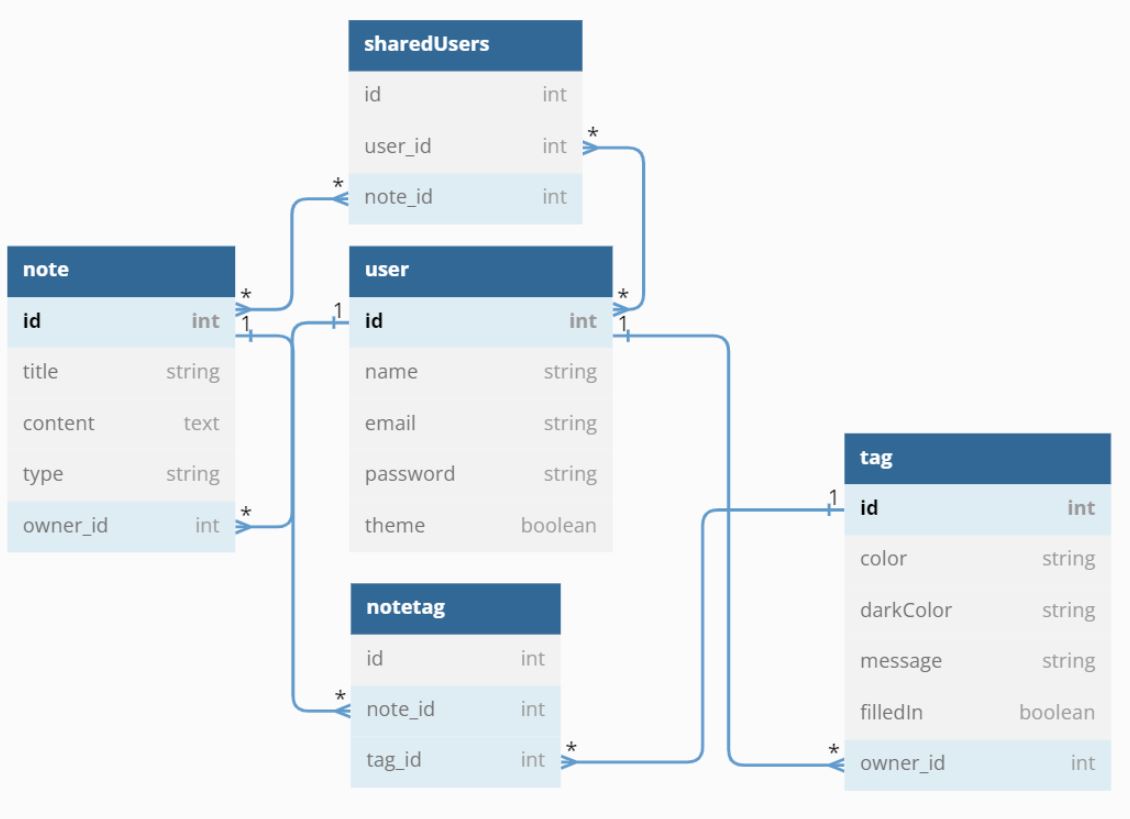 sharedUsers
id int
user_id int
note_id int
*
*
note
id int
title string
content text
type string
owner_id int
*
1
*
user
id int
name string
email string
password string
theme boolean
1
*
1
notetag
id int
note_id int
tag_id int
*
*
tag
id int
color string
darkColor string
message string
filledIn boolean
owner_id int
1
*